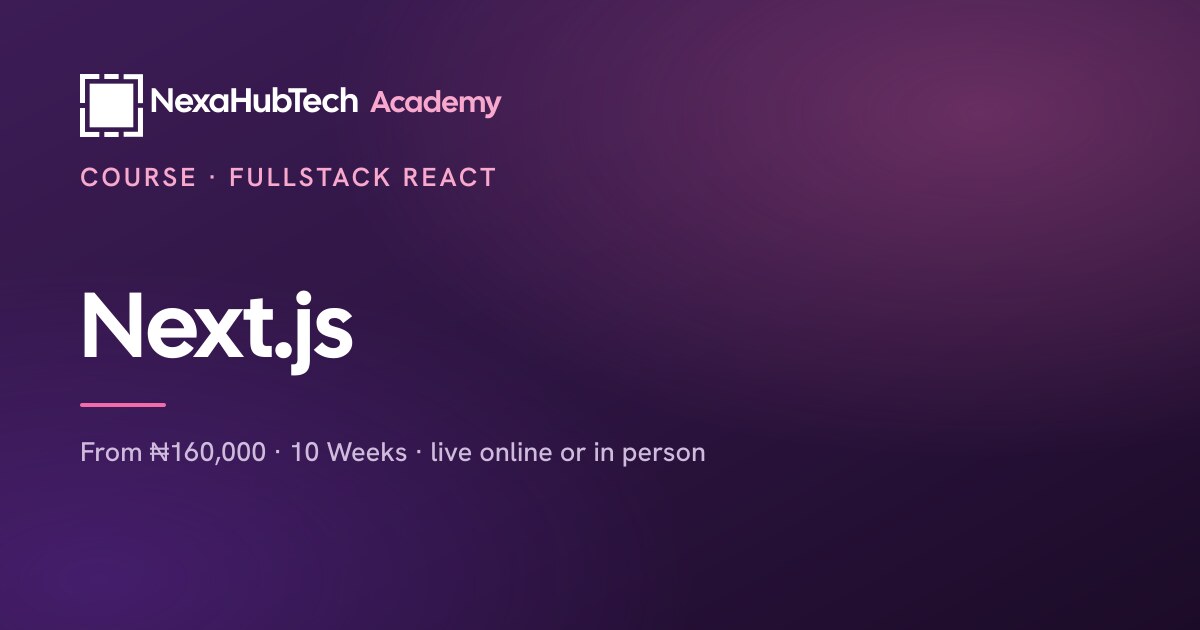 NexaHubTech Academy
COURSE · FULLSTACK REACT
Next.js
From ₦160,000 · 10 Weeks · live online or in person